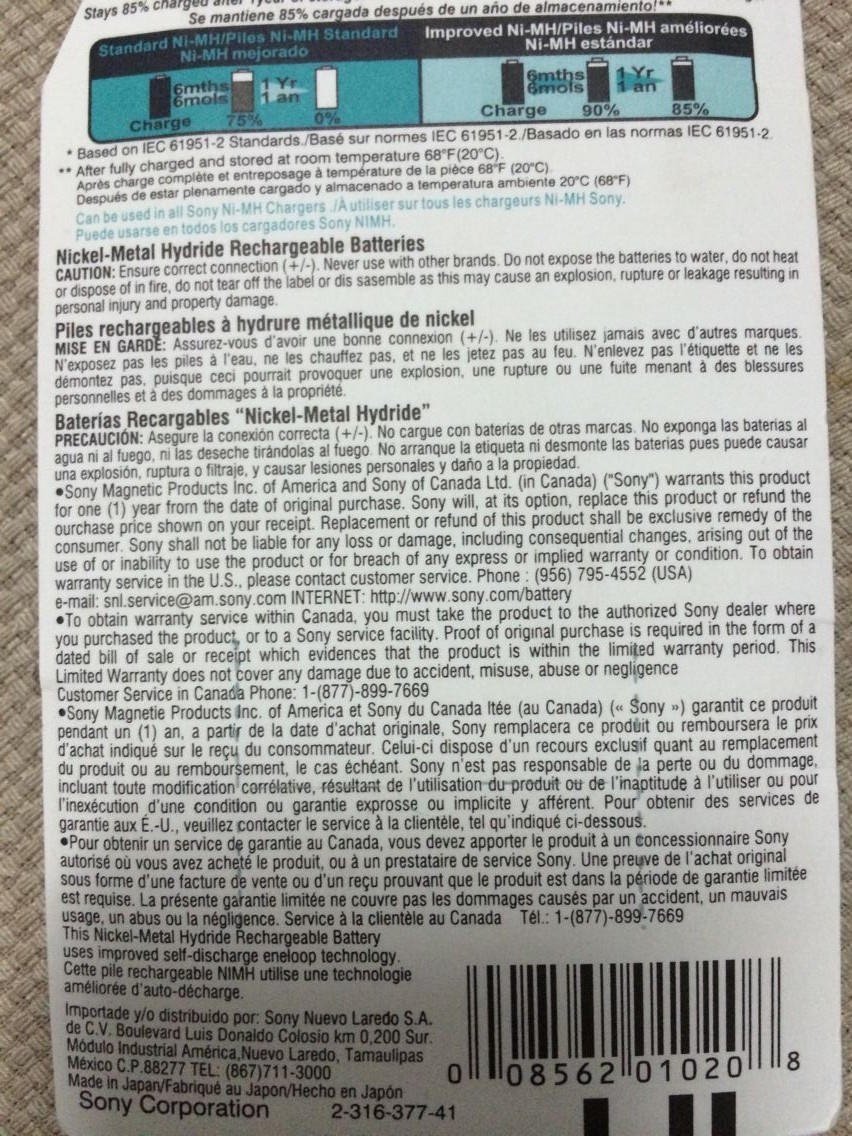 Stays 85% charged after 1 year of storage!**
Se mantiene 85% cargada después de un año de almacenamiento!**
Standard Ni-MH/Piles Ni-MH Standard
Ni-MH mejorado
Improved Ni-MH/Piles Ni-MH améliorées
Ni-MH estándar
6mths 1 Yr
6mols 1 an
Charge 75% 0%
6mths 1 Yr
6mols 1 an
Charge 90% 85%
* Based on IEC 61951-2 Standards./Basé sur normes IEC 61951-2./Basado en las normas IEC 61951-2.
** After fully charged and stored at room temperature 68°F(20°C).
Après charge complète et entreposage à température de la pièce 68°F (20°C)
Después de estar plenamente cargado y almacenado a temperatura ambiente 20°C (68°F)
Can be used in all Sony Ni-MH Chargers ./À utiliser sur tous les chargeurs Ni-MH Sony.
Puede usarse en todos los cargadores Sony NIMH.
Nickel-Metal Hydride Rechargeable Batteries
CAUTION: Ensure correct connection (+/-). Never use with other brands. Do not expose the batteries to water, do not heat
or dispose of in fire, do not tear off the label or dis sasemble as this may cause an explosion, rupture or leakage resulting in
personal injury and property damage.
Piles rechargeables à hydrure métallique de nickel
MISE EN GARDE: Assurez-vous d'avoir une bonne connexion (+/-). Ne les utilisez jamais avec d'autres marques.
N'exposez pas les piles à l'eau, ne les chauffez pas, et ne les jetez pas au feu. N'enlevez pas l'étiquette et ne les
démontez pas, puisque ceci pourrait provoquer une explosion, une rupture ou une fuite menant à des blessures
personnelles et à des dommages à la propriété.
Baterías Recargables “Nickel-Metal Hydride”
PRECAUCIÓN: Asegure la conexión correcta (+/-). No cargue con baterias de otras marcas. No exponga las baterias al
agua ni al fuego, ni las deseche tirándolas al fuego. No arranque la etiqueta ni desmonte las baterias pues puede causar
una explosión, ruptura o filtraje, y causar lesiones personales y daño a la propiedad.
●Sony Magnetic Products Inc. of America and Sony of Canada Ltd. (in Canada) ("Sony") warrants this product
for one (1) year from the date of original purchase. Sony will, at its option, replace this product or refund the
ourchase price shown on your receipt. Replacement or refund of this product shall be exclusive remedy of the
consumer. Sony shall not be liable for any loss or damage, including consequential changes, arising out of the
use of or inability to use the product or for breach of any express or implied warranty or condition. To obtain
warranty service in the U.S., please contact customer service. Phone : (956) 795-4552 (USA)
e-mail: snl.service@am.sony.com INTERNET: http://www.sony.com/battery
●To obtain warranty service within Canada, you must take the product to the authorized Sony dealer where
you purchased the product, or to a Sony service facility. Proof of original purchase is required in the form of a
dated bill of sale or receipt which evidences that the product is within the limited warranty period. This
Limited Warranty does not cover any damage due to accident, misuse, abuse or negligence
Customer Service in Canada Phone: 1-(877)-899-7669
●Sony Magnetie Products Inc. of America et Sony du Canada ltée (au Canada) (« Sony ») garantit ce produit
pendant un (1) an, a partir de la date d'achat originale, Sony remplacera ce produit ou remboursera le prix
d'achat indiqué sur le reçu du consommateur. Celui-ci dispose d'un recours exclusif quant au remplacement
du produit ou au remboursement, le cas échéant. Sony n'est pas responsable de la perte ou du dommage,
incluant toute modification corrélative, résultant de l'utilisation du produit ou de l'inaptitude à l'utiliser ou pour
l'inexécution d'une condition ou garantie exprosse ou implicite y afférent. Pour obtenir des services de
garantie aux É.-U., veuillez contacter le service à la clientèle, tel qu'indiqué ci-dessous.
●Pour obtenir un service de garantie au Canada, vous devez apporter le produit à un concessionnaire Sony
autorisé où vous avez acheté le produit, ou à un prestataire de service Sony. Une preuve de l'achat original
sous forme d'une facture de vente ou d'un reçu prouvant que le produit est dans la période de garantie limitée
est requise. La présente garantie limitée ne couvre pas les dommages causés par un accident, un mauvais
usage, un abus ou la négligence. Service à la clientèle au Canada Tél.: 1-(877)-899-7669
This Nickel-Metal Hydride Rechargeable Battery
uses improved self-discharge eneloop technology.
Cette pile rechargeable NIMH utilise une technologie
améliorée d'auto-décharge.
Importade y/o distribuido por: Sony Nuevo Laredo S.A.
de C.V. Boulevard Luis Donaldo Colosio km 0,200 Sur.
Módulo Industrial América,Nuevo Laredo, Tamaulipas
México C.P.88277 TEL: (867)711-3000
Made in Japan/Fabriqué au Japon/Hecho en Japón
Sony Corporation 2-316-377-41
0 08562 01020 8